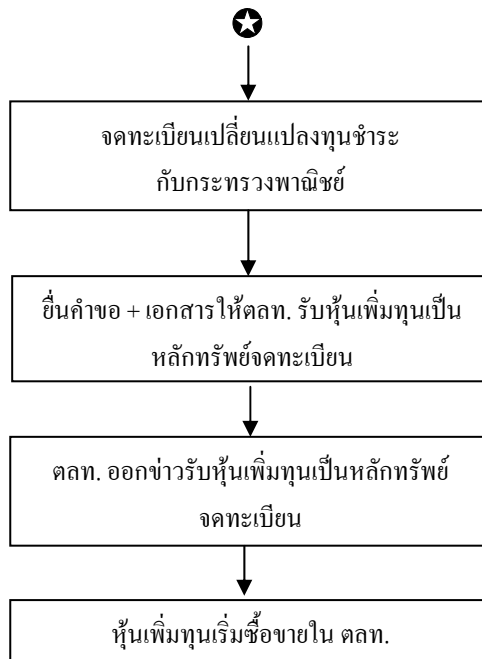 จดทะเบียนเปลี่ยนแปลงทุนชำระ
กับกระทรวงพาณิชย์
ยื่นคำขอ + เอกสารให้ตลท. รับหุ้นเพิ่มทุนเป็น
หลักทรัพย์จดทะเบียน
ตลท. ออกข่าวรับหุ้นเพิ่มทุนเป็นหลักทรัพย์
จดทะเบียน
หุ้นเพิ่มทุนเริ่มซื้อขายใน ตลท.